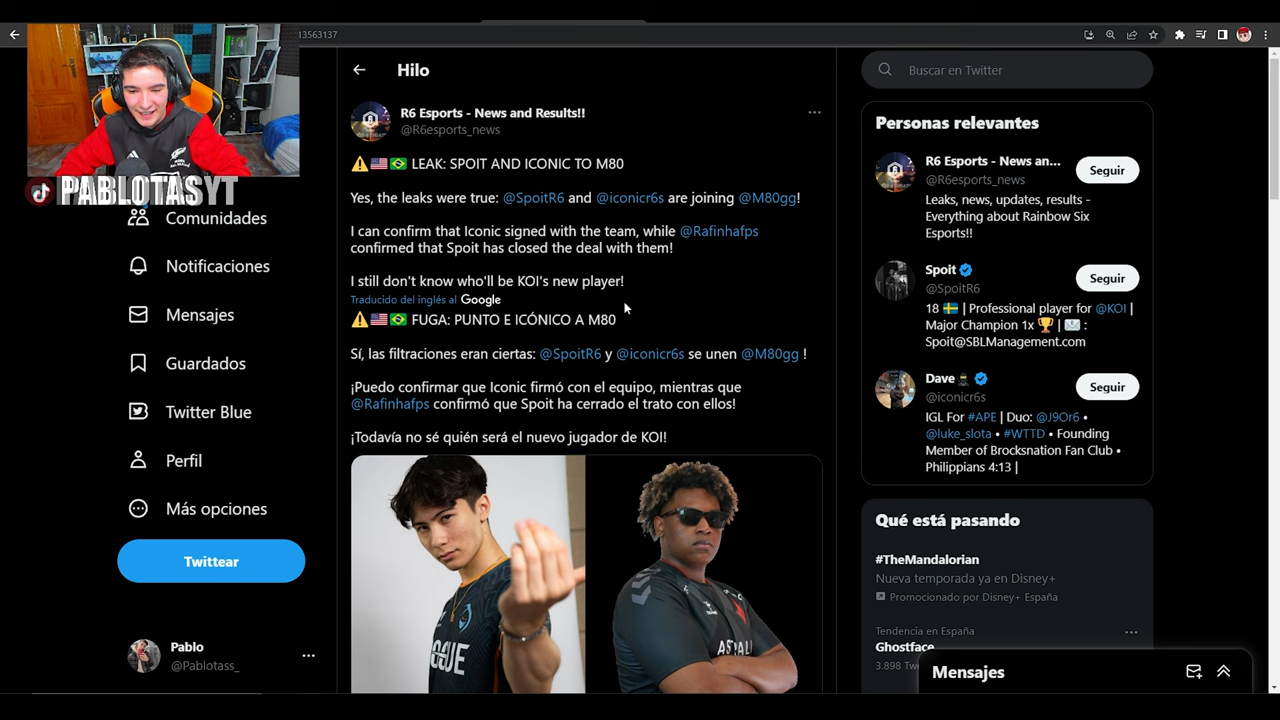 13563137
PABLOTASYT
Comunidades
Notificaciones
Mensajes
Guardados
Twitter Blue
Perfil
Más opciones
Twittear
Pablo
@Pablotass_
Hilo
R6 Esports - News and Results!!
@R6esports_news
⚠️🇺🇸🇧🇷 LEAK: SPOIT AND ICONIC TO M80
Yes, the leaks were true: @SpoitR6 and @iconicr6s are joining @M80gg!
I can confirm that Iconic signed with the team, while @Rafinhafps
confirmed that Spoit has closed the deal with them!
I still don't know who'll be KOI's new player!
Traducido del inglés al Google
⚠️🇺🇸🇧🇷 FUGA: PUNTO E ICÓNICO A M80
Sí, las filtraciones eran ciertas: @SpoitR6 y @iconicr6s se unen @M80gg !
¡Puedo confirmar que Iconic firmó con el equipo, mientras que
@Rafinhafps confirmó que Spoit ha cerrado el trato con ellos!
¡Todavía no sé quién será el nuevo jugador de KOI!
Buscar en Twitter
Personas relevantes
R6 Esports - News an...
@R6esports_news
Seguir
Leaks, news, updates, results -
Everything about Rainbow Six
Esports!!
Spoit
@SpoitR6
Seguir
18 🇸🇪 | Professional player for @KOI |
Major Champion 1x 🏆 | ✉️ :
Spoit@SBLManagement.com
Dave
@iconicr6s
Seguir
IGL For #APE | Duo: @J9Or6 •
@luke_slota • #WTTD • Founding
Member of Brocksnation Fan Club •
Philippians 4:13 |
Qué está pasando
#TheMandalorian
Nueva temporada ya en Disney+
Promocionado por Disney+ España
Tendencia en España
Ghostface
3.898 Tw
Mensajes